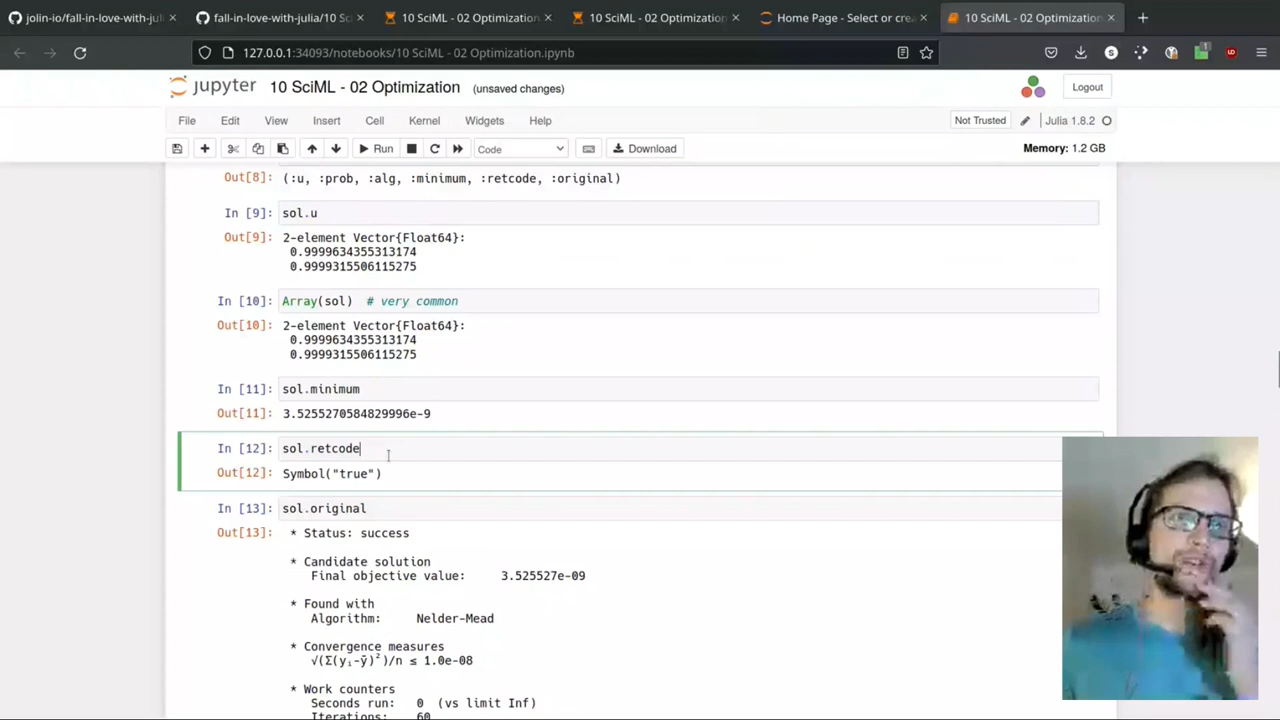 jolin-io/fall-in-love-with-juli
fall-in-love-with-julia/10 Sc
10 SciML - 02 Optimization
10 SciML - 02 Optimization
Home Page - Select or crea
10 SciML - 02 Optimization
127.0.0.1:34093/notebooks/10 SciML - 02 Optimization.ipynb
jupyter 10 SciML - 02 Optimization (unsaved changes)
Logout
File Edit View Insert Cell Kernel Widgets Help
Not Trusted
Julia 1.8.2
Run
Code
Download
Memory: 1.2 GB
Out[8]: (:u, :prob, :alg, :minimum, :retcode, :original)
In [9]: sol.u
Out[9]: 2-element Vector{Float64}:
0.9999634355313174
0.9999315506115275
In [10]: Array(sol)  # very common
Out[10]: 2-element Vector{Float64}:
0.9999634355313174
0.9999315506115275
In [11]: sol.minimum
Out[11]: 3.5255270584829996e-9
In [12]: sol.retcode
Out[12]: Symbol("true")
In [13]: sol.original
Out[13]: * Status: success
* Candidate solution
Final objective value:     3.525527e-09
* Found with
Algorithm:     Nelder-Mead
* Convergence measures
√(Σ(yᵢ-ȳ)²)/n ≤ 1.0e-08
* Work counters
Seconds run:   0  (vs limit Inf)
Iterations:    60